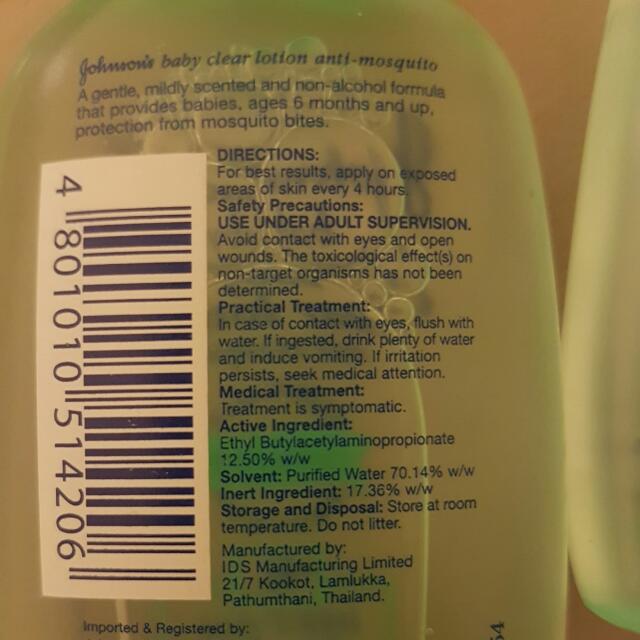 Johnson's baby clear lotion anti-mosquito
A gentle, mildly scented and non-alcohol formula
that provides babies, ages 6 months and up,
protection from mosquito bites.
DIRECTIONS:
For best results, apply on exposed
areas of skin every 4 hours.
Safety Precautions:
USE UNDER ADULT SUPERVISION.
Avoid contact with eyes and open
wounds. The toxicological effect(s) on
non-target organisms has not been
determined.
Practical Treatment:
In case of contact with eyes, flush with
water. If ingested, drink plenty of water
and induce vomiting. If irritation
persists, seek medical attention.
Medical Treatment:
Treatment is symptomatic.
Active Ingredient:
Ethyl Butylacetylaminopropionate
12.50% w/w
Solvent: Purified Water 70.14% w/w
Inert Ingredient: 17.36% w/w
Storage and Disposal: Store at room
temperature. Do not litter.
Manufactured by:
IDS Manufacturing Limited
21/7 Kookot, Lamlukka,
Pathumthani, Thailand.
Imported & Registered by:
4 801010 514206